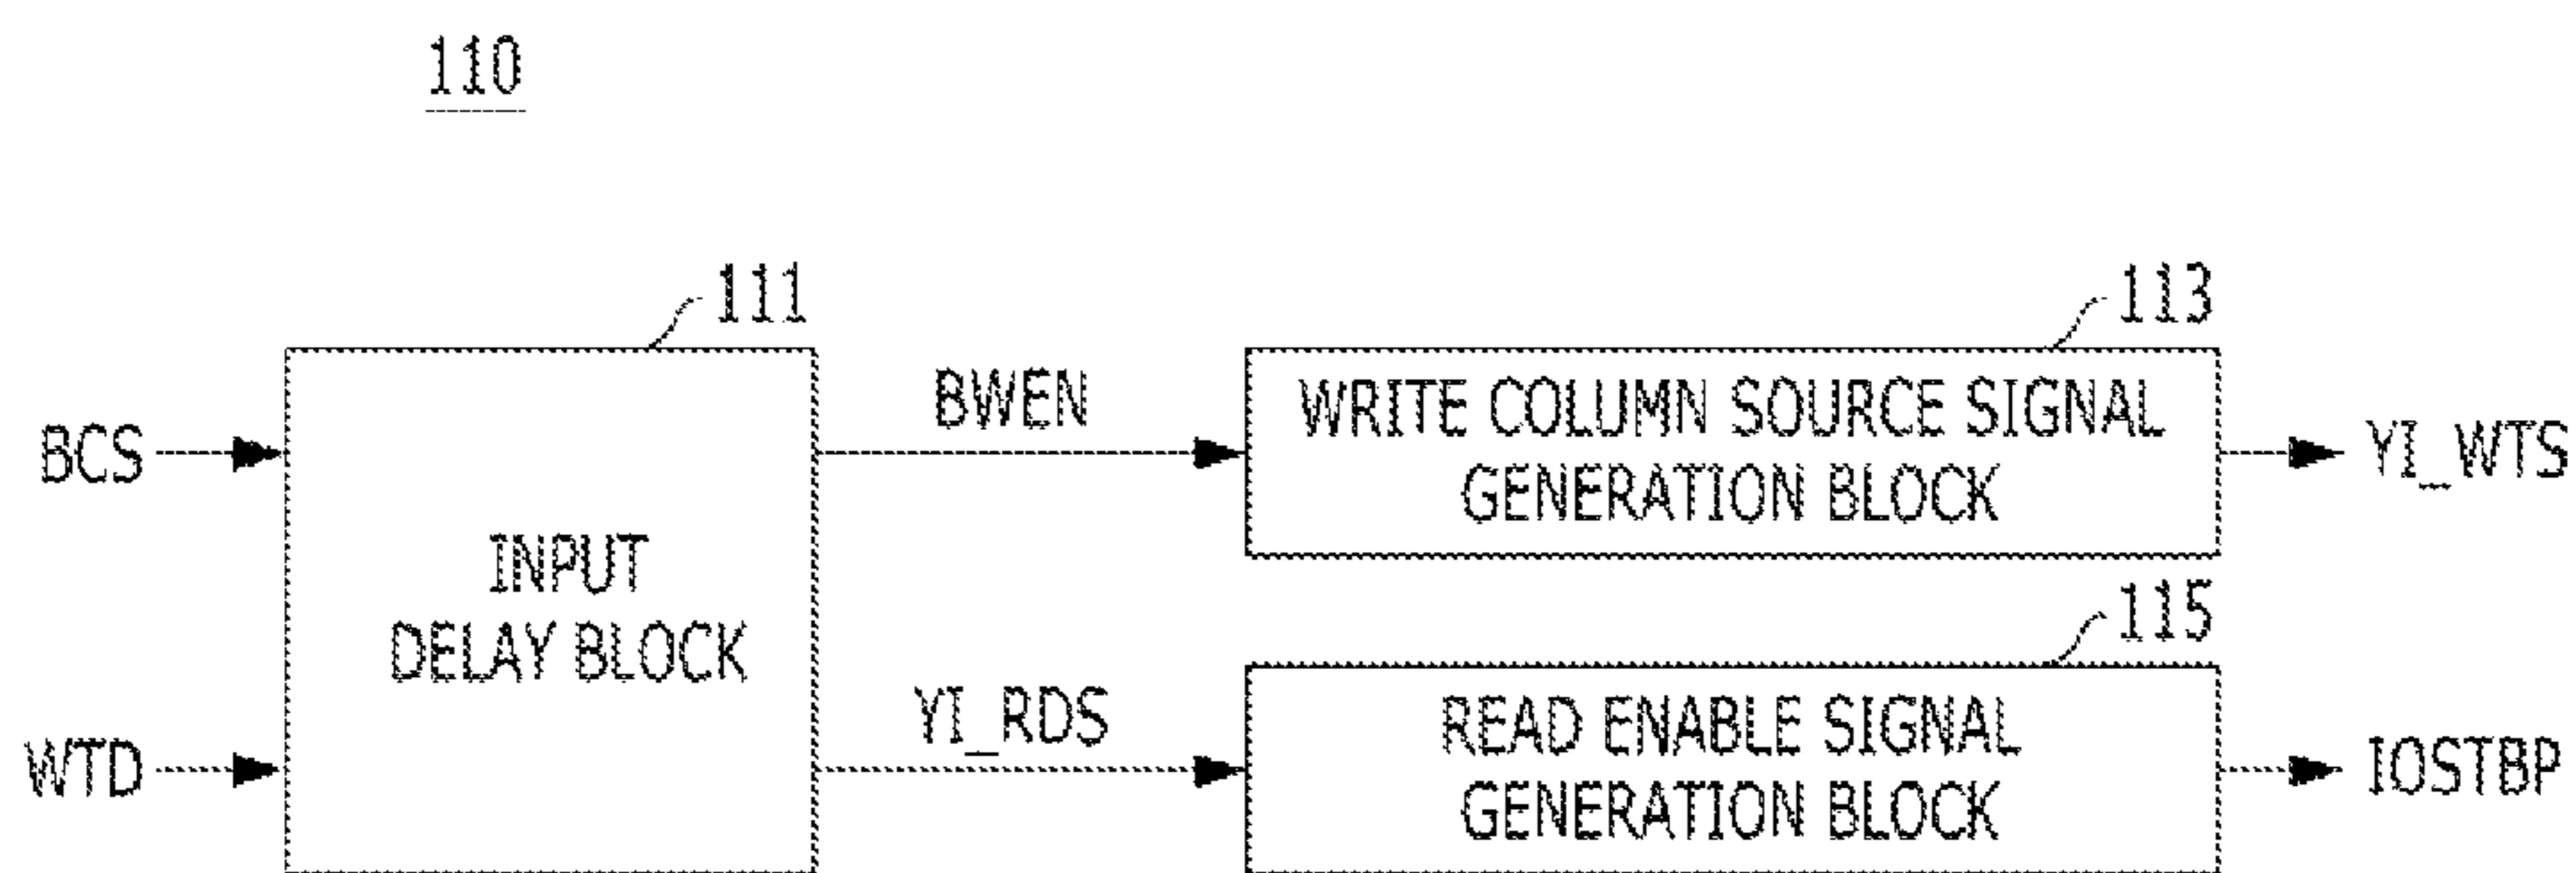 110
111
113
BCS
BWEN
WRITE COLUMN SOURCE SIGNAL
GENERATION BLOCK
YI_WTS
INPUT
DELAY BLOCK
115
WTD
YI_RDS
READ ENABLE SIGNAL
GENERATION BLOCK
IOSTBP